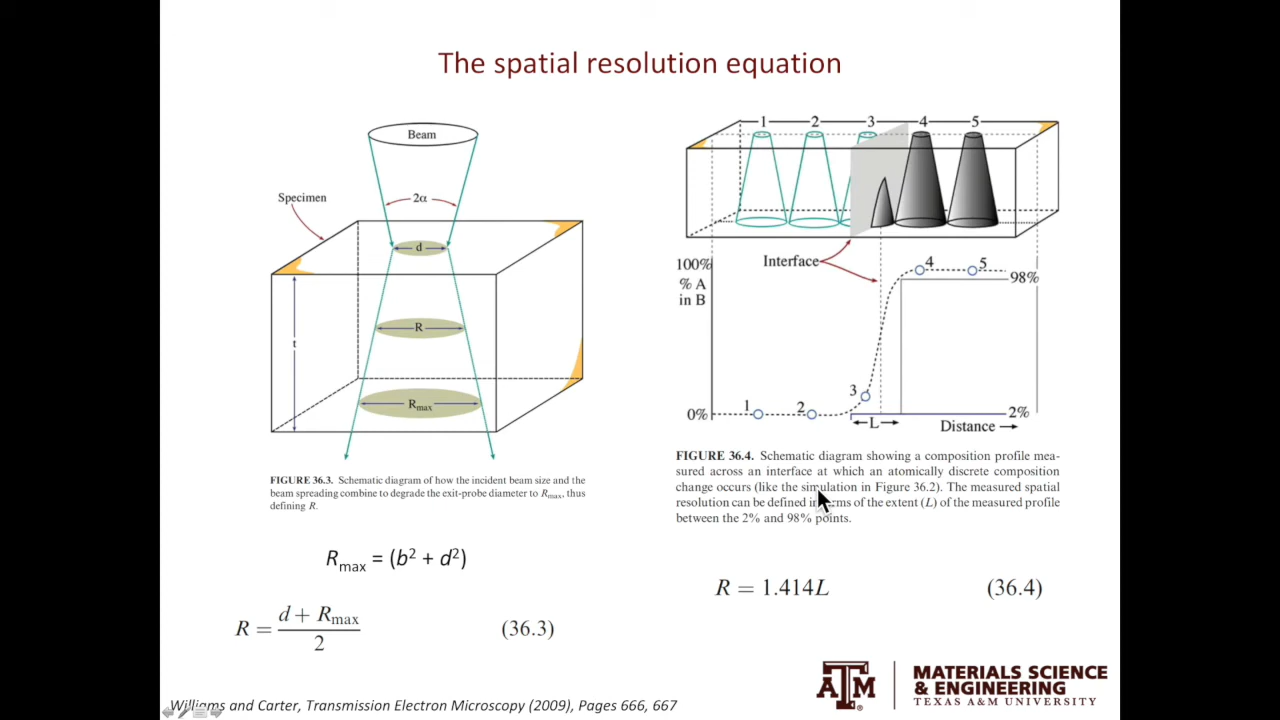 The spatial resolution equation
Beam
Specimen
2α
d
R
t
Rmax
FIGURE 36.3. Schematic diagram of how the incident beam size and the
beam spreading combine to degrade the exit-probe diameter to Rmax, thus
defining R.
Rmax = (b² + d²)
R = (d + Rmax)/2 (36.3)
1 2 3 4 5
Interface
100%
% A
in B
4 5
98%
3
1 2
0%
2%
L
Distance
FIGURE 36.4. Schematic diagram showing a composition profile mea-
sured across an interface at which an atomically discrete composition
change occurs (like the simulation in Figure 36.2). The measured spatial
resolution can be defined in terms of the extent (L) of the measured profile
between the 2% and 98% points.
R = 1.414L (36.4)
Williams and Carter, Transmission Electron Microscopy (2009), Pages 666, 667
ATM
MATERIALS SCIENCE
& ENGINEERING
TEXAS A&M UNIVERSITY